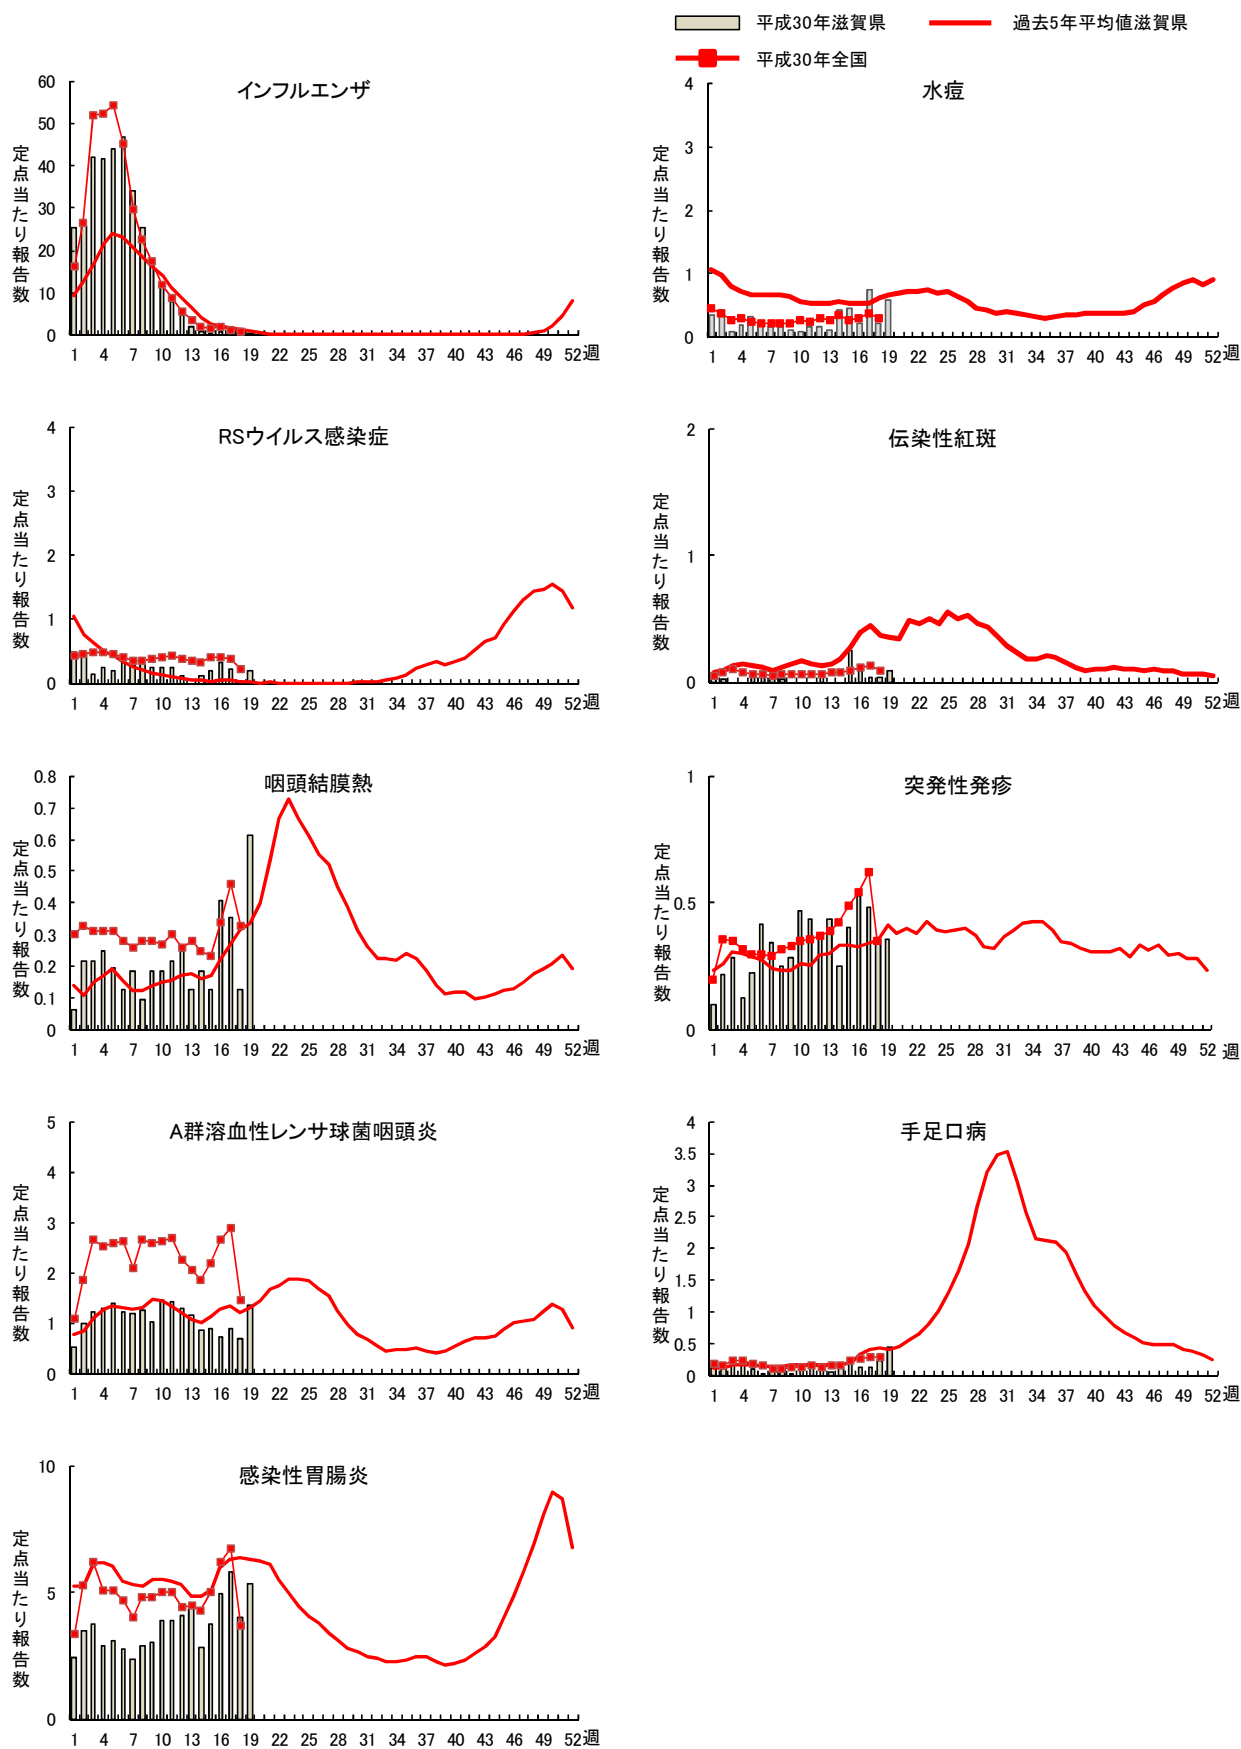 平成30年滋賀県 過去5年平均値滋賀県
平成30年全国
インフルエンザ
定点当たり報告数
60
50
40
30
20
10
0
1 4 7 10 13 16 19 22 25 28 31 34 37 40 43 46 49 52週
水痘
定点当たり報告数
4
3
2
1
0
1 4 7 10 13 16 19 22 25 28 31 34 37 40 43 46 49 52週
RSウイルス感染症
定点当たり報告数
4
3
2
1
0
1 4 7 10 13 16 19 22 25 28 31 34 37 40 43 46 49 52週
伝染性紅斑
定点当たり報告数
2
1
0
1 4 7 10 13 16 19 22 25 28 31 34 37 40 43 46 49 52週
咽頭結膜熱
定点当たり報告数
0.8
0.7
0.6
0.5
0.4
0.3
0.2
0.1
0
1 4 7 10 13 16 19 22 25 28 31 34 37 40 43 46 49 52週
突発性発疹
定点当たり報告数
1
0.5
0
1 4 7 10 13 16 19 22 25 28 31 34 37 40 43 46 49 52 週
A群溶血性レンサ球菌咽頭炎
定点当たり報告数
5
4
3
2
1
0
1 4 7 10 13 16 19 22 25 28 31 34 37 40 43 46 49 52週
手足口病
定点当たり報告数
4
3.5
3
2.5
2
1.5
1
0.5
0
1 4 7 10 13 16 19 22 25 28 31 34 37 40 43 46 49 52週
感染性胃腸炎
定点当たり報告数
10
5
0
1 4 7 10 13 16 19 22 25 28 31 34 37 40 43 46 49 52週